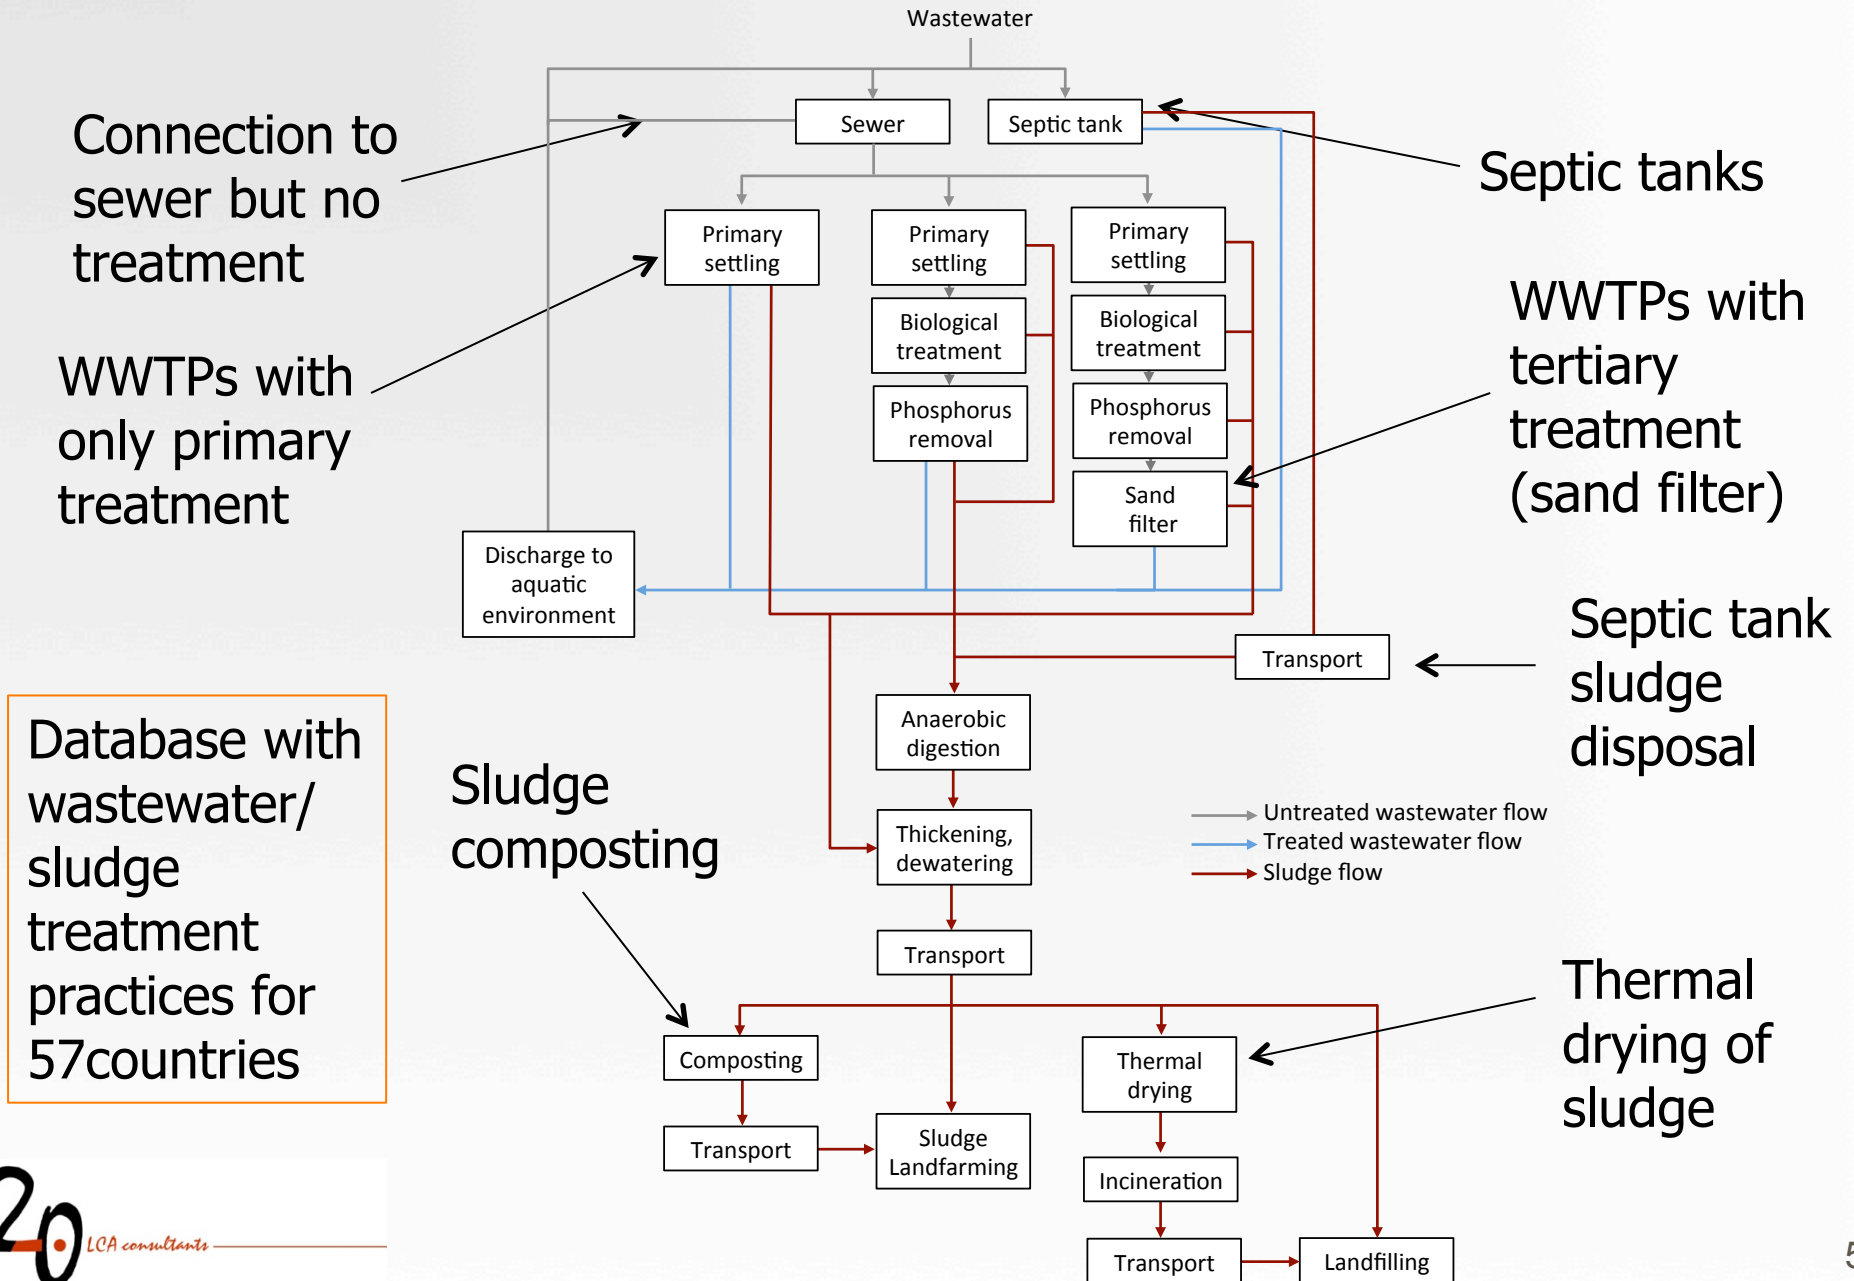 Wastewater
Connection to
sewer but no
treatment
Sewer
Septic tank
Septic tanks
Primary
settling
Primary
settling
Primary
settling
WWTPs with
only primary
treatment
Biological
treatment
Biological
treatment
WWTPs with
tertiary
treatment
(sand filter)
Phosphorus
removal
Phosphorus
removal
Sand
filter
Discharge to
aquatic
environment
Transport
Septic tank
sludge
disposal
Database with
wastewater/
sludge
treatment
practices for
57countries
Sludge
composting
Anaerobic
digestion
Thickening,
dewatering
Untreated wastewater flow
Treated wastewater flow
Sludge flow
Transport
Composting
Thermal
drying
Thermal
drying of
sludge
Transport
Sludge
Landfarming
Incineration
Transport
Landfilling
2.0 LCA consultants
5